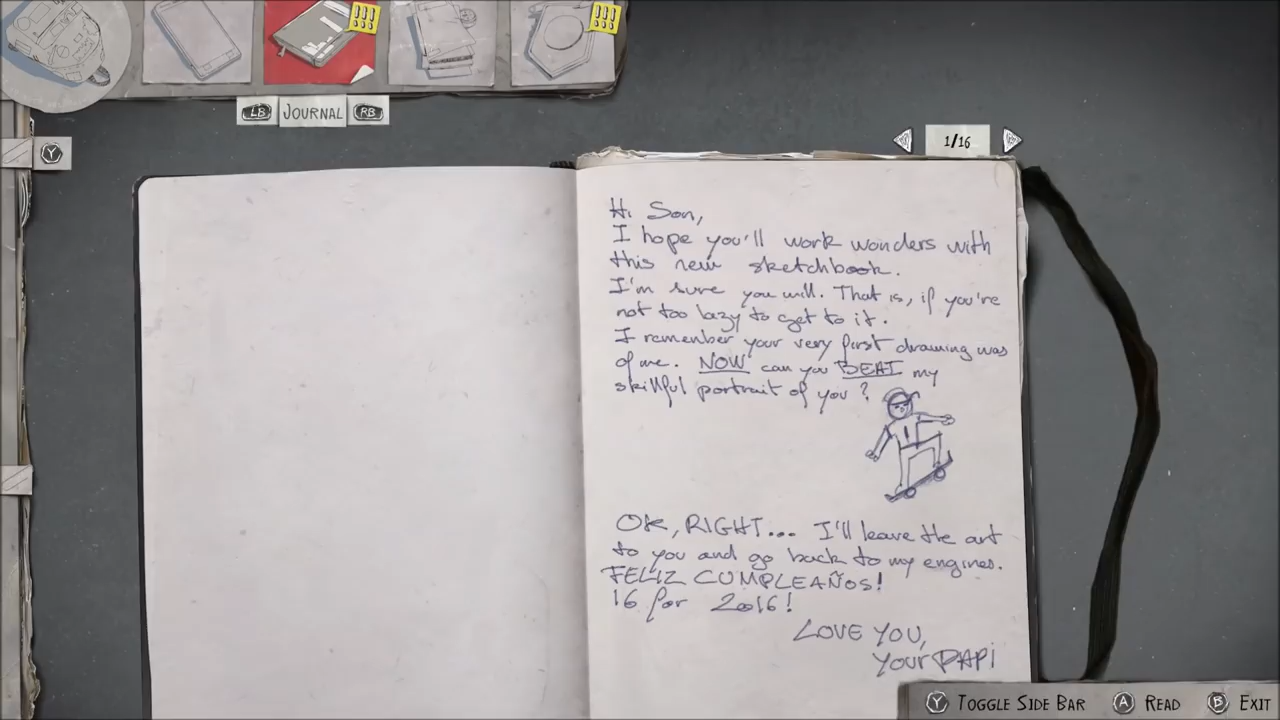 LB JOURNAL RB
Y
1/16
Hi Son,
I hope you'll work wonders with
this new sketchbook.
I'm sure you will. That is, if you're
not too lazy to get to it.
I remember your very first drawing was
of me. NOW can you BEAT my
skillful portrait of you?
OK, RIGHT... I'll leave the art
to you and go back to my engines.
FELIZ CUMPLEAÑOS!
16 for 2016!
LOVE YOU,
Your PAPI
Y TOGGLE SIDE BAR A READ B EXIT